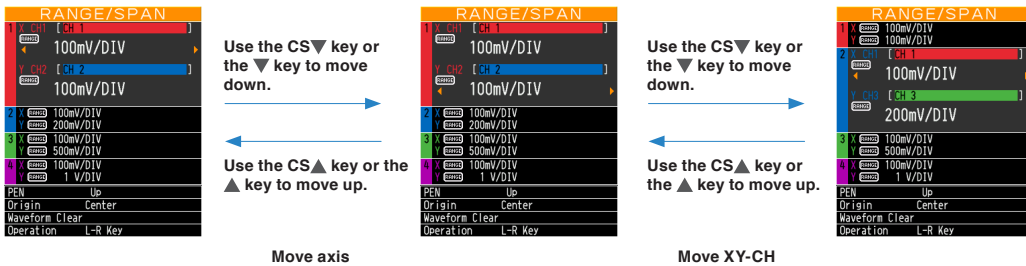 RANGE/SPAN
1 X CH1 [CH 1 ]
RANGE 100mV/DIV
Y CH2 [CH 2 ]
RANGE 100mV/DIV
2 X RANGE 100mV/DIV
Y RANGE 200mV/DIV
3 X RANGE 100mV/DIV
Y RANGE 500mV/DIV
4 X RANGE 100mV/DIV
Y RANGE 1 V/DIV
PEN Up
Origin Center
Waveform Clear
Operation L-R Key
Use the CS▼ key or
the ▼ key to move
down.
Use the CS▲ key or the
▲ key to move up.
Move axis
RANGE/SPAN
1 X CH1 [CH 1 ]
RANGE 100mV/DIV
Y CH2 [CH 2 ]
RANGE 100mV/DIV
2 X RANGE 100mV/DIV
Y RANGE 200mV/DIV
3 X RANGE 100mV/DIV
Y RANGE 500mV/DIV
4 X RANGE 100mV/DIV
Y RANGE 1 V/DIV
PEN Up
Origin Center
Waveform Clear
Operation L-R Key
Use the CS▼ key or
the ▼ key to move
down.
Use the CS▲ key or
the ▲ key to move up.
Move XY-CH
RANGE/SPAN
1 X RANGE 100mV/DIV
Y RANGE 100mV/DIV
2 X CH1 [CH 1 ]
RANGE 100mV/DIV
Y CH3 [CH 3 ]
RANGE 200mV/DIV
3 X RANGE 100mV/DIV
Y RANGE 500mV/DIV
4 X RANGE 100mV/DIV
Y RANGE 1 V/DIV
PEN Up
Origin Center
Waveform Clear
Operation L-R Key